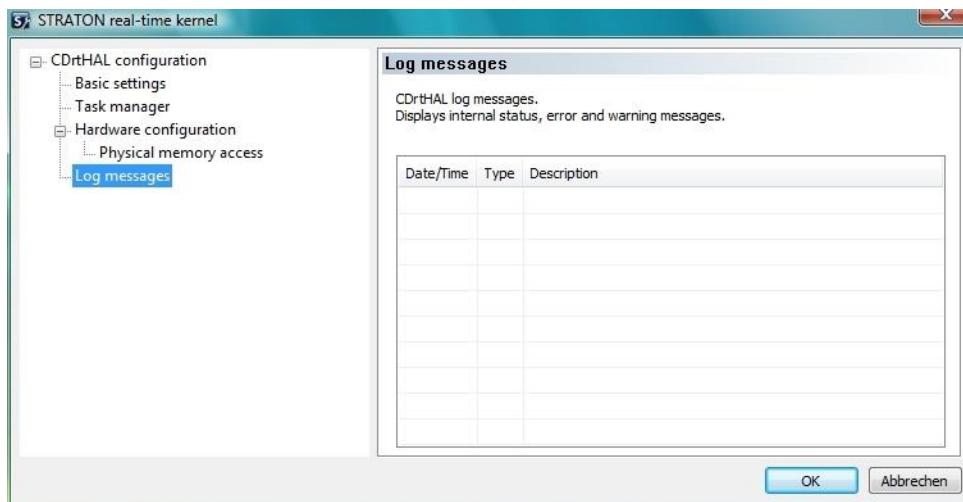 STRATON real-time kernel
CDrtHAL configuration
Basic settings
Task manager
Hardware configuration
Physical memory access
Log messages
Log messages
CDrtHAL log messages.
Displays internal status, error and warning messages.
Date/Time Type Description
OK Abbrechen